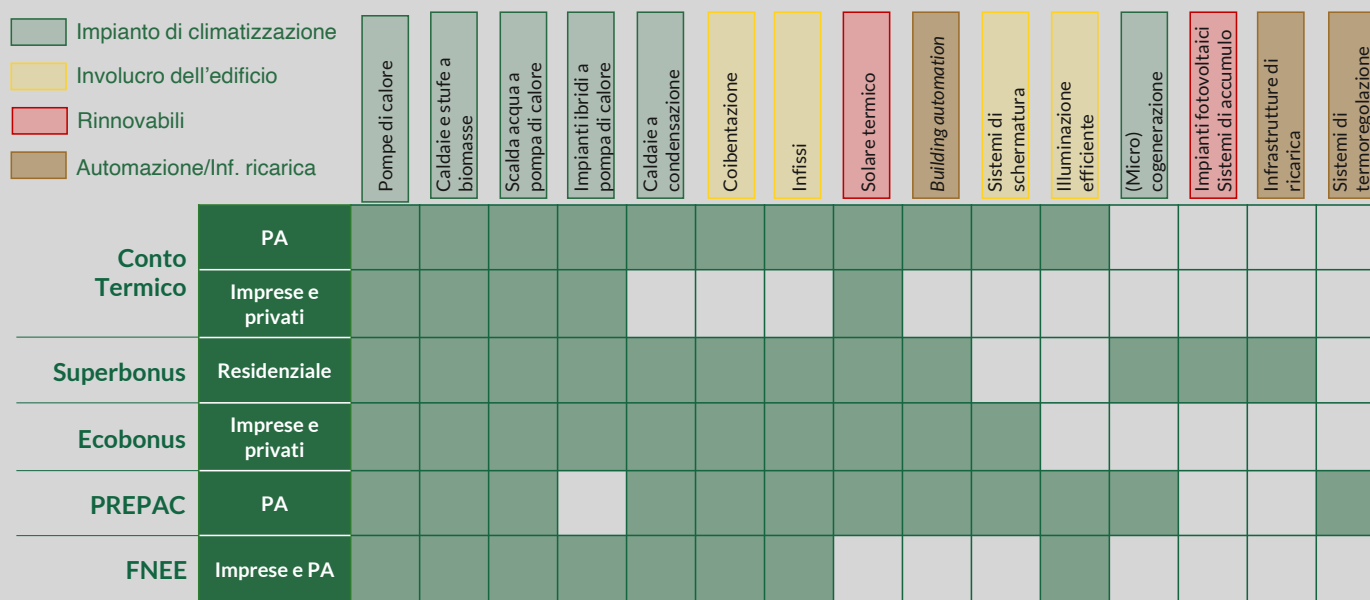 Impianto di climatizzazione
Involucro dell'edificio
Rinnovabili
Automazione/Inf. ricarica
Pompe di calore
Caldaie e stufe a
biomasse
Scalda acqua a
pompa di calore
Impianti ibridi a
pompa di calore
Caldaie a
condensazione
Coibentazione
Infissi
Solare termico
Building automation
Sistemi di
schermatura
Illuminazione
efficiente
(Micro)
cogenerazione
Impianti fotovoltaici
Sistemi di accumulo
Infrastrutture di
ricarica
Sistemi di
termoregolazione
Conto
Termico
PA
Imprese e
privati
Superbonus
Residenziale
Ecobonus
Imprese e
privati
PREPAC
PA
FNEE
Imprese e PA